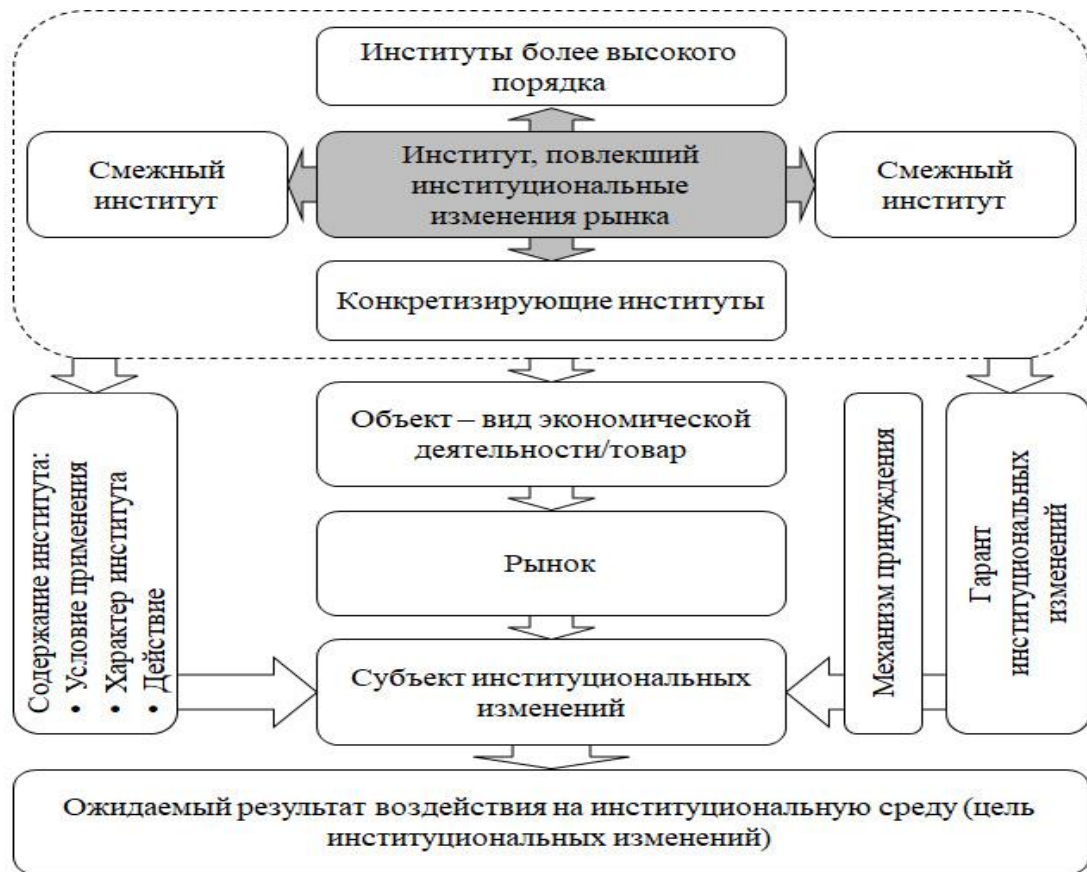 Институты более высокого
порядка
Смежный
институт
Институт, повлекший
институциональные
изменения рынка
Смежный
институт
Конкретизирующие институты
Содержание института:
• Условие применения
• Характер института
• Действие
Объект – вид экономической
деятельности/товар
Рынок
Субъект институциональных
изменений
Механизм принуждения
Гарант
институциональных
изменений
Ожидаемый результат воздействия на институциональную среду (цель
институциональных изменений)